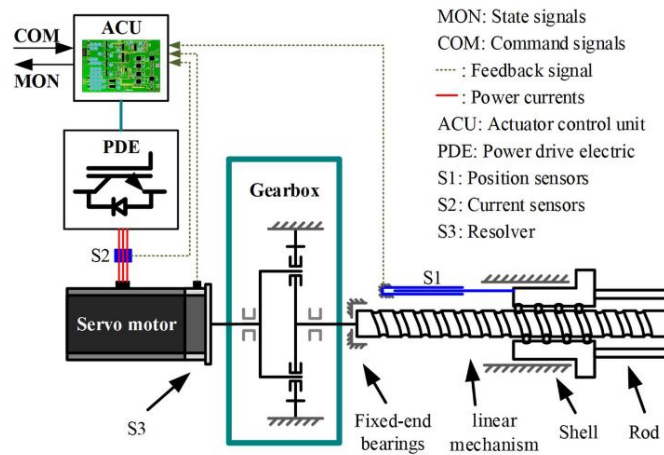 ACU
COM
MON
PDE
S2
Servo motor
S3
Gearbox
S1
Fixed-end
bearings
linear
mechanism
Shell
Rod
MON: State signals
COM: Command signals
: Feedback signal
: Power currents
ACU: Actuator control unit
PDE: Power drive electric
S1: Position sensors
S2: Current sensors
S3: Resolver